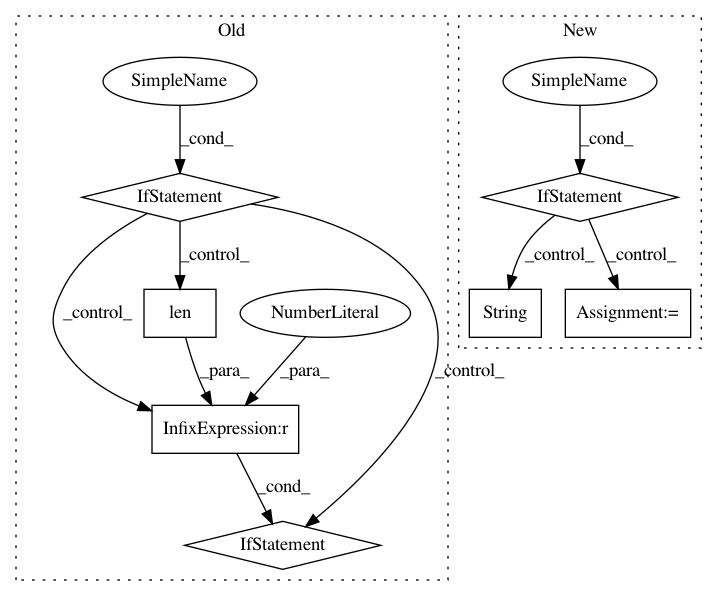 Old
New
SimpleName
SimpleName
_cond_
_cond_
IfStatement
IfStatement
_control_
_control_
_control_
_control_
len
NumberLiteral
String
Assignment:=
_para_
_para_
_control_
InfixExpression:r
_cond_
IfStatement